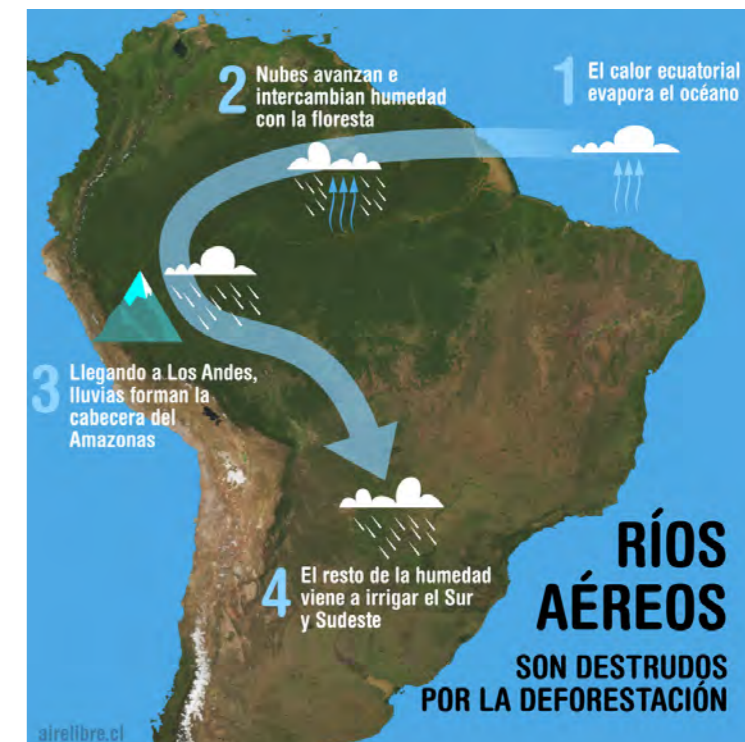 1 El calor ecuatorial
evapora el océano
2 Nubes avanzan e
intercambian humedad
con la floresta
3 Llegando a Los Andes,
lluvias forman la
cabecera del
Amazonas
4 El resto de la humedad
viene a irrigar el Sur
y Sudeste
RÍOS
AÉREOS
SON DESTRUDOS
POR LA DEFORESTACIÓN
airelibre.cl